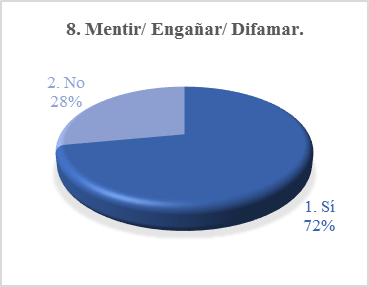 8. Mentir/ Engañar/ Difamar.
2. No
28%
1. Sí
72%